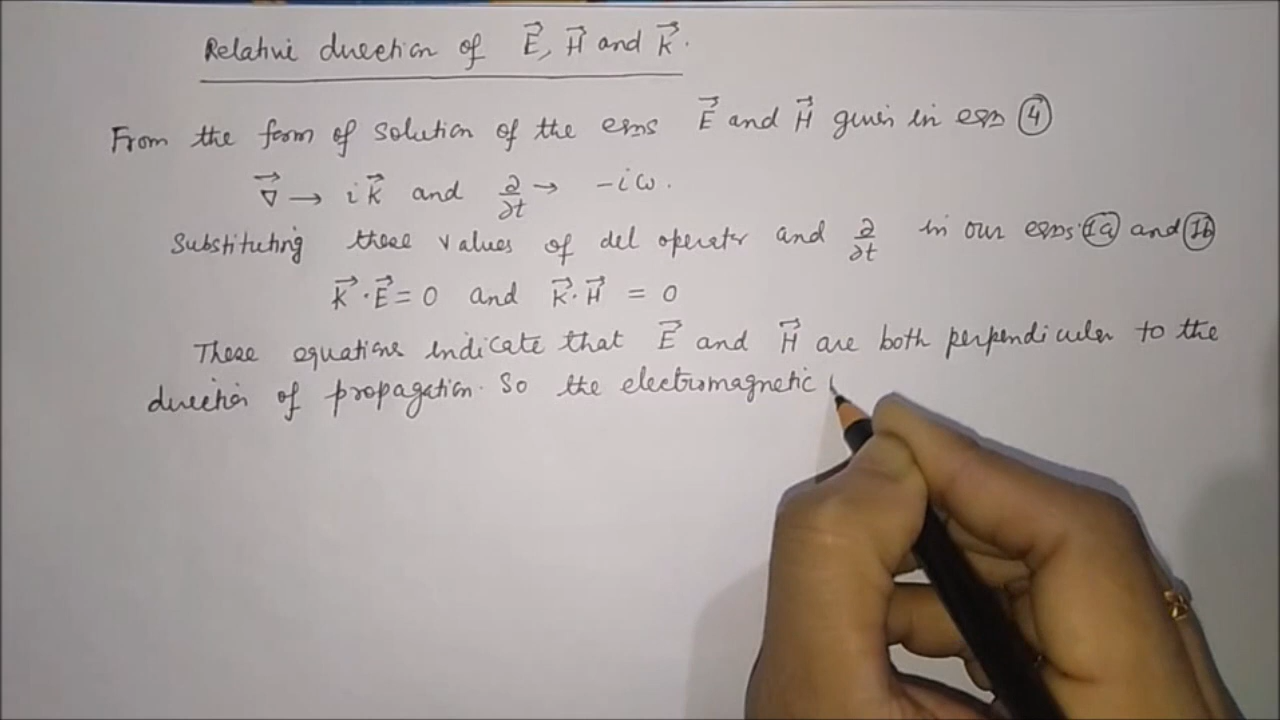 Relative direction of E⃗, H⃗ and K⃗.
From the form of solution of the eqns E⃗ and H⃗ given in eqn ④
∇⃗ → iK⃗ and ∂/∂t → -iω.
Substituting these values of del operator and ∂/∂t in our eqns (1a) and (1b)
K⃗·E⃗ = 0 and K⃗·H⃗ = 0
These equations indicate that E⃗ and H⃗ are both perpendicular to the
direction of propagation. So the electromagnetic